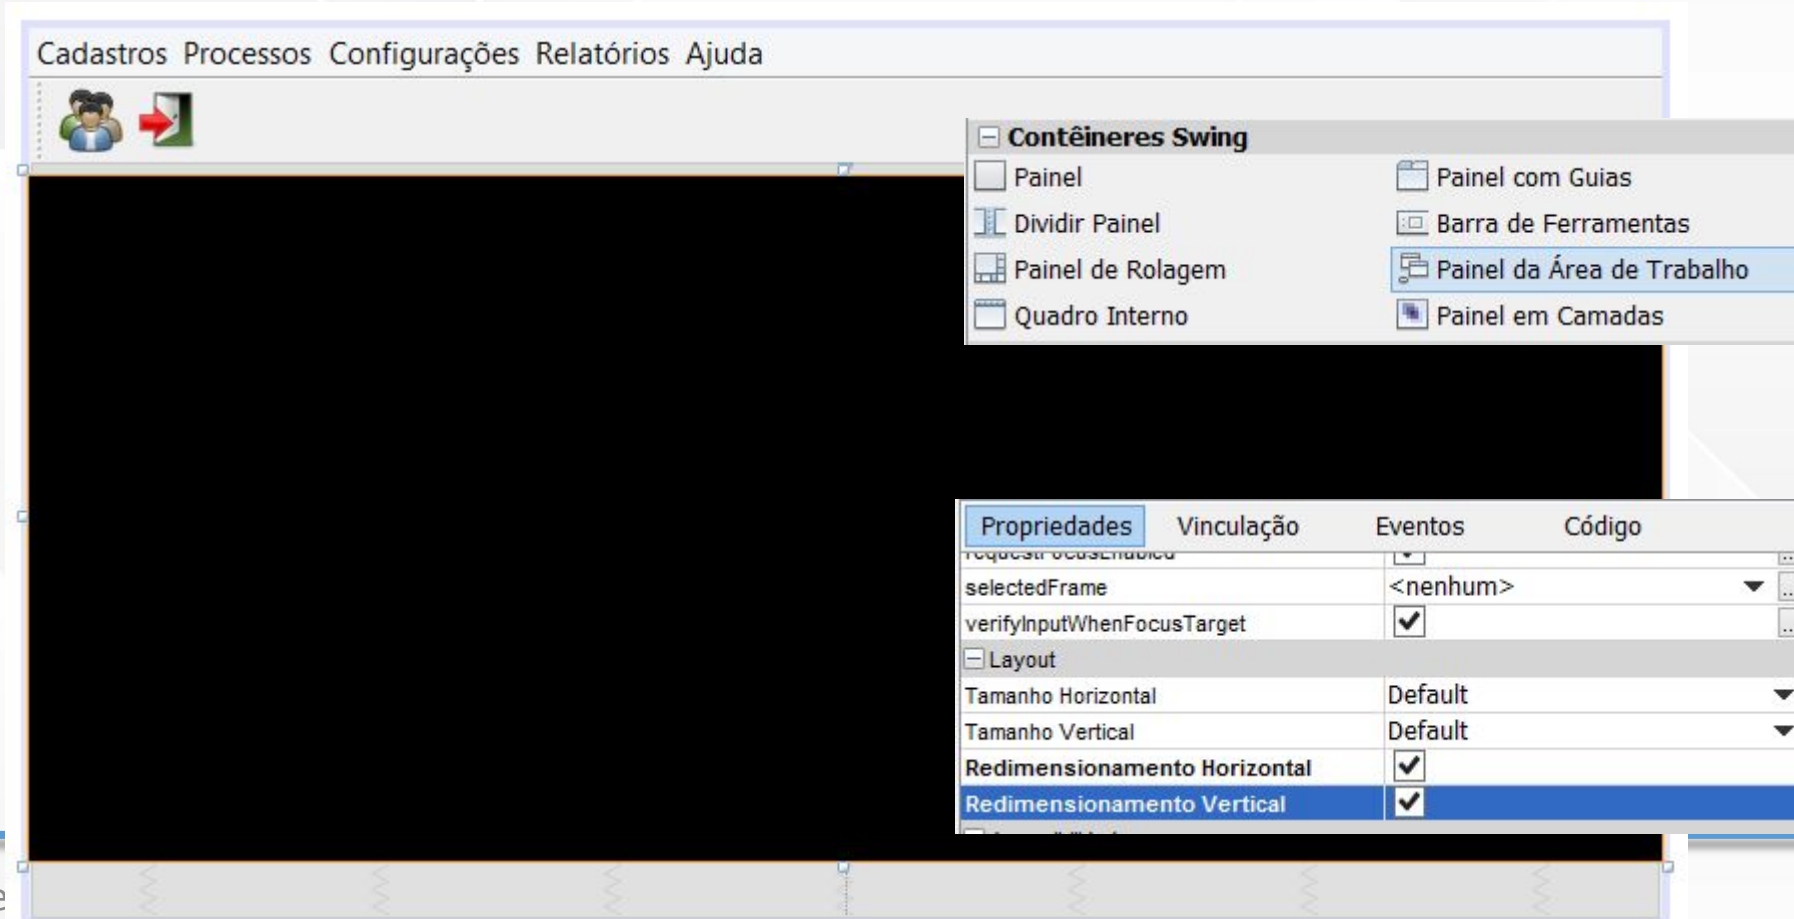 Cadastros Processos Configurações Relatórios Ajuda
Contêineres Swing
Painel
Painel com Guias
Dividir Painel
Barra de Ferramentas
Painel de Rolagem
Painel da Área de Trabalho
Quadro Interno
Painel em Camadas
Propriedades Vinculação Eventos Código
requestFocusEnabled
selectedFrame <nenhum>
verifyInputWhenFocusTarget
Layout
Tamanho Horizontal Default
Tamanho Vertical Default
Redimensionamento Horizontal
Redimensionamento Vertical